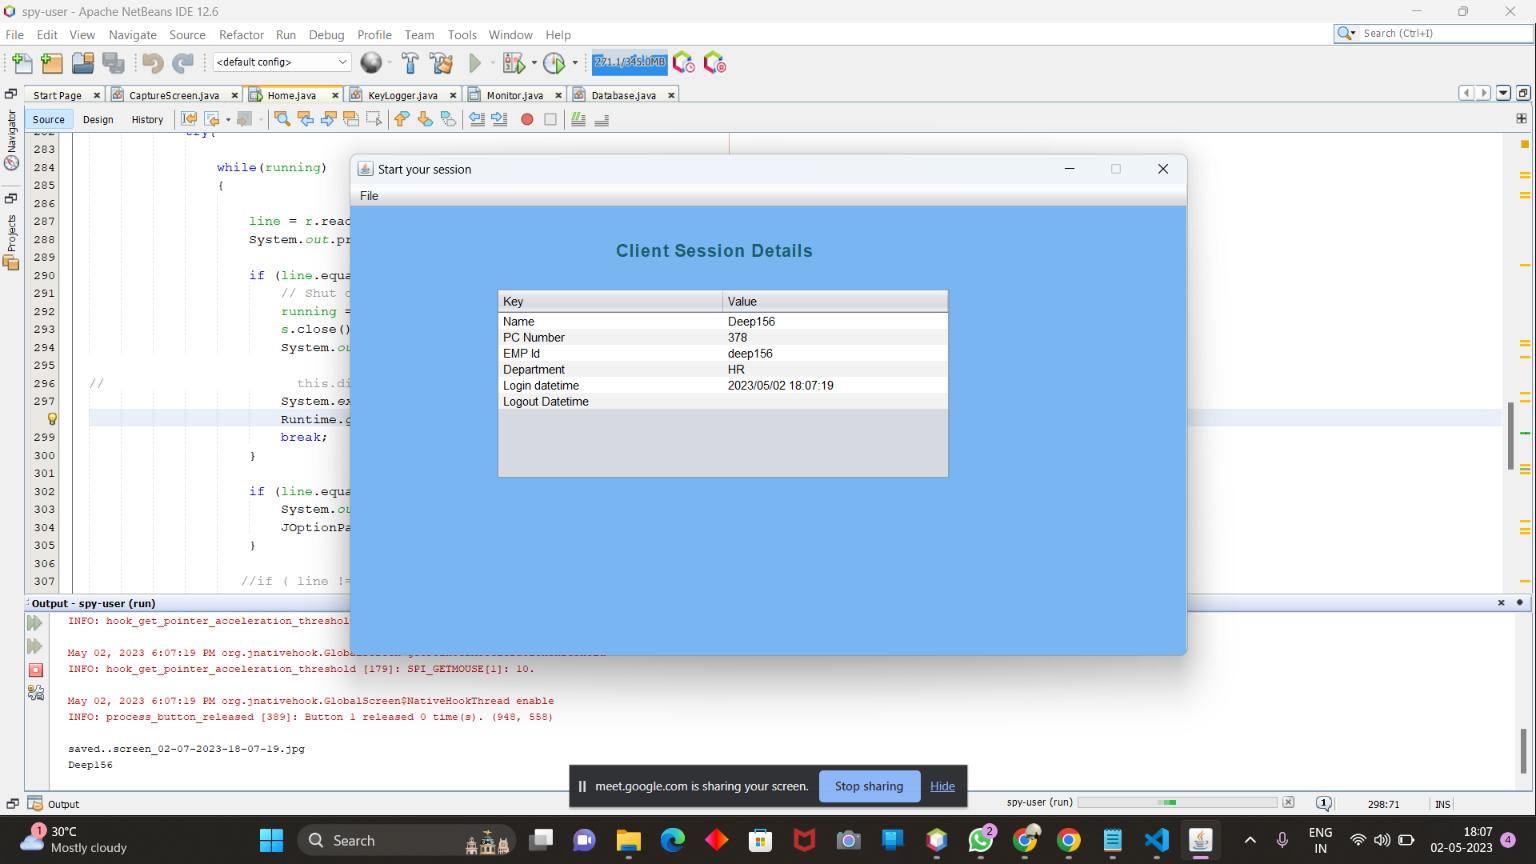 spy-user - Apache NetBeans IDE 12.6
File Edit View Navigate Source Refactor Run Debug Profile Team Tools Window Help
Search (Ctrl+I)
<default config>
271.1/345.0MB
Start Page CaptureScreen.java Home.java KeyLogger.java Monitor.java Database.java
Source Design History
Navigator
Projects
282 try{
283
284 while(running)
285 {
286
287 line = r.read
288 System.out.pr
289
290 if (line.equa
291 // Shut
292 running =
293 s.close()
294 System.ou
295
296 // this.di
297 System.ex
Runtime.g
299 break;
300 }
301
302 if (line.equa
303 System.ou
304 JOptionPa
305 }
306
307 //if ( line !=
Start your session
File
Client Session Details
Key Value
Name Deep156
PC Number 378
EMP Id deep156
Department HR
Login datetime 2023/05/02 18:07:19
Logout Datetime
Output - spy-user (run)
INFO: hook_get_pointer_acceleration_threshol
May 02, 2023 6:07:19 PM org.jnativehook.Global
INFO: hook_get_pointer_acceleration_threshold [179]: SPI_GETMOUSE[1]: 10.
May 02, 2023 6:07:19 PM org.jnativehook.GlobalScreen$NativeHookThread enable
INFO: process_button_released [389]: Button 1 released 0 time(s). (948, 558)
saved..screen_02-07-2023-18-07-19.jpg
Deep156
meet.google.com is sharing your screen. Stop sharing Hide
Output
spy-user (run) 1 298:71 INS
1 30°C
Mostly cloudy
Search
2
ENG
IN
18:07
02-05-2023
4